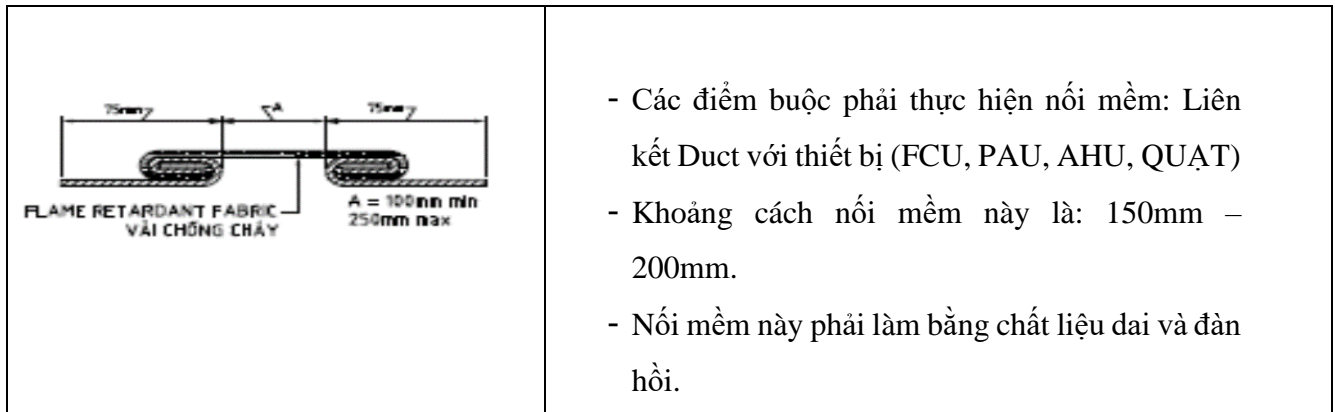 75mm
A
75mm
FLAME RETARDANT FABRIC
VẢI CHỐNG CHÁY
A = 100mm min
250mm max
- Các điểm buộc phải thực hiện nối mềm: Liên
kết Duct với thiết bị (FCU, PAU, AHU, QUẠT)
- Khoảng cách nối mềm này là: 150mm –
200mm.
- Nối mềm này phải làm bằng chất liệu dai và đàn
hồi.